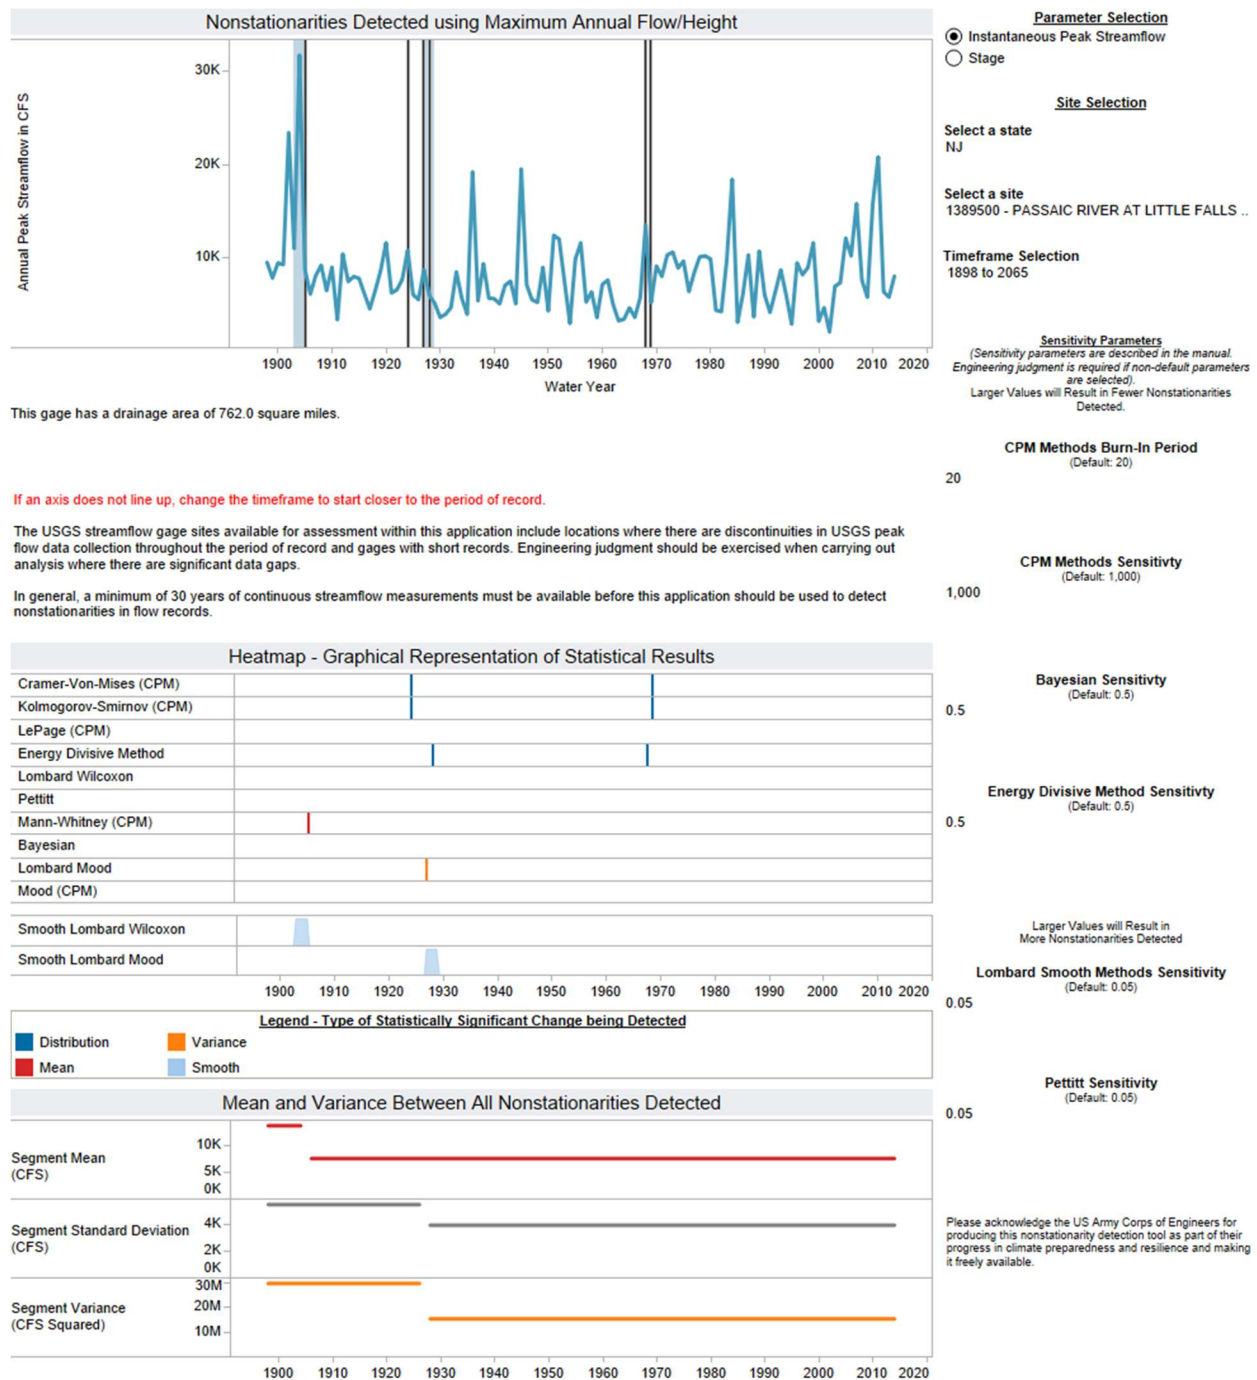 Nonstationarities Detected using Maximum Annual Flow/Height
Annual Peak Streamflow in CFS
30K
20K
10K
1900 1910 1920 1930 1940 1950 1960 1970 1980 1990 2000 2010 2020
Water Year
This gage has a drainage area of 762.0 square miles.
If an axis does not line up, change the timeframe to start closer to the period of record.
The USGS streamflow gage sites available for assessment within this application include locations where there are discontinuities in USGS peak
flow data collection throughout the period of record and gages with short records. Engineering judgment should be exercised when carrying out
analysis where there are significant data gaps.
In general, a minimum of 30 years of continuous streamflow measurements must be available before this application should be used to detect
nonstationarities in flow records.
Heatmap - Graphical Representation of Statistical Results
Cramer-Von-Mises (CPM)
Kolmogorov-Smirnov (CPM)
LePage (CPM)
Energy Divisive Method
Lombard Wilcoxon
Pettitt
Mann-Whitney (CPM)
Bayesian
Lombard Mood
Mood (CPM)
Smooth Lombard Wilcoxon
Smooth Lombard Mood
1900 1910 1920 1930 1940 1950 1960 1970 1980 1990 2000 2010 2020
Legend - Type of Statistically Significant Change being Detected
Distribution
Variance
Mean
Smooth
Mean and Variance Between All Nonstationarities Detected
Segment Mean
(CFS)
10K
5K
0K
Segment Standard Deviation
(CFS)
4K
2K
0K
Segment Variance
(CFS Squared)
30M
20M
10M
1900 1910 1920 1930 1940 1950 1960 1970 1980 1990 2000 2010 2020
Parameter Selection
Instantaneous Peak Streamflow
Stage
Site Selection
Select a state
NJ
Select a site
1389500 - PASSAIC RIVER AT LITTLE FALLS ..
Timeframe Selection
1898 to 2065
Sensitivity Parameters
(Sensitivity parameters are described in the manual.
Engineering judgment is required if non-default parameters
are selected).
Larger Values will Result in Fewer Nonstationarities
Detected.
CPM Methods Burn-In Period
(Default: 20)
20
CPM Methods Sensitivty
(Default: 1,000)
1,000
Bayesian Sensitivty
(Default: 0.5)
0.5
Energy Divisive Method Sensitivty
(Default: 0.5)
0.5
Larger Values will Result in
More Nonstationarities Detected
Lombard Smooth Methods Sensitivity
(Default: 0.05)
0.05
Pettitt Sensitivity
(Default: 0.05)
0.05
Please acknowledge the US Army Corps of Engineers for
producing this nonstationarity detection tool as part of their
progress in climate preparedness and resilience and making
it freely available.